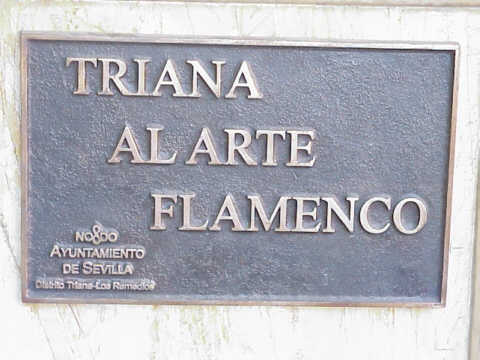 TRIANA
AL ARTE
FLAMENCO
NO8DO
AYUNTAMIENTO
DE SEVILLA
Distrito Triana-Los Remedios